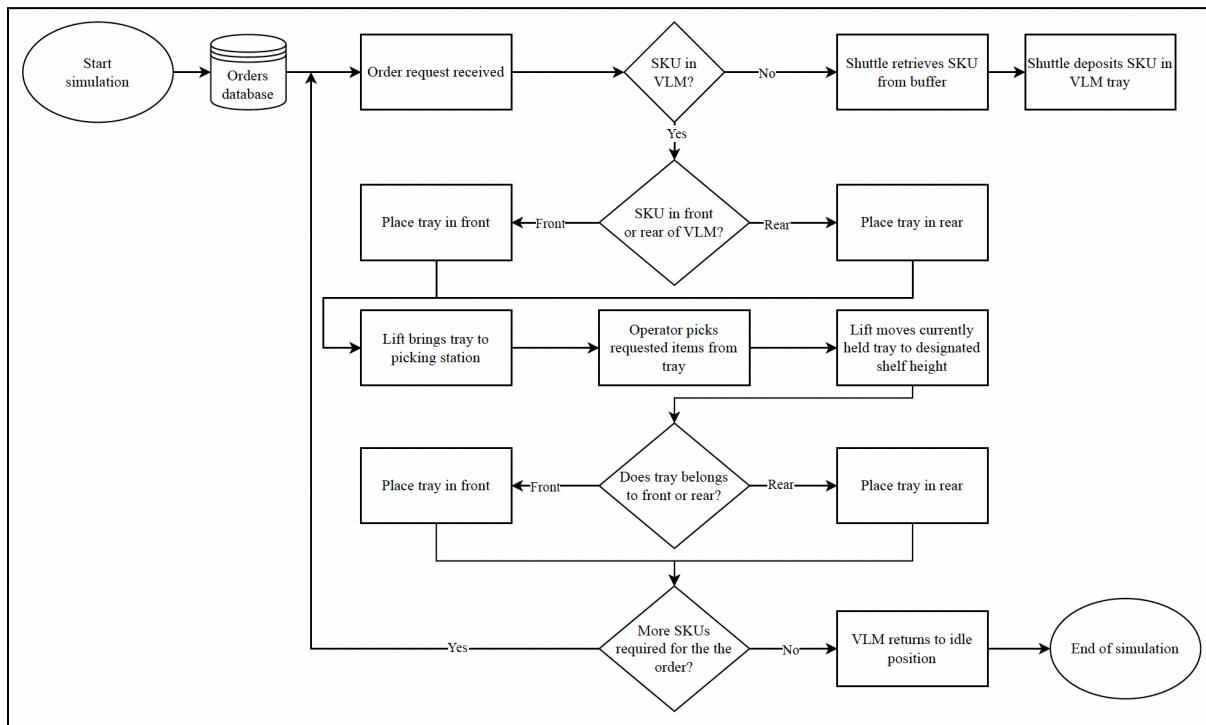 Start
simulation
Orders
database
Order request received
SKU in
VLM?
No
Shuttle retrieves SKU
from buffer
Shuttle deposits SKU in
VLM tray
Yes
Place tray in front
Front
SKU in front
or rear of VLM?
Rear
Place tray in rear
Lift brings tray to
picking station
Operator picks
requested items from
tray
Lift moves currently
held tray to designated
shelf height
Place tray in front
Front
Does tray belongs
to front or rear?
Rear
Place tray in rear
Yes
More SKUs
required for the the
order?
No
VLM returns to idle
position
End of simulation